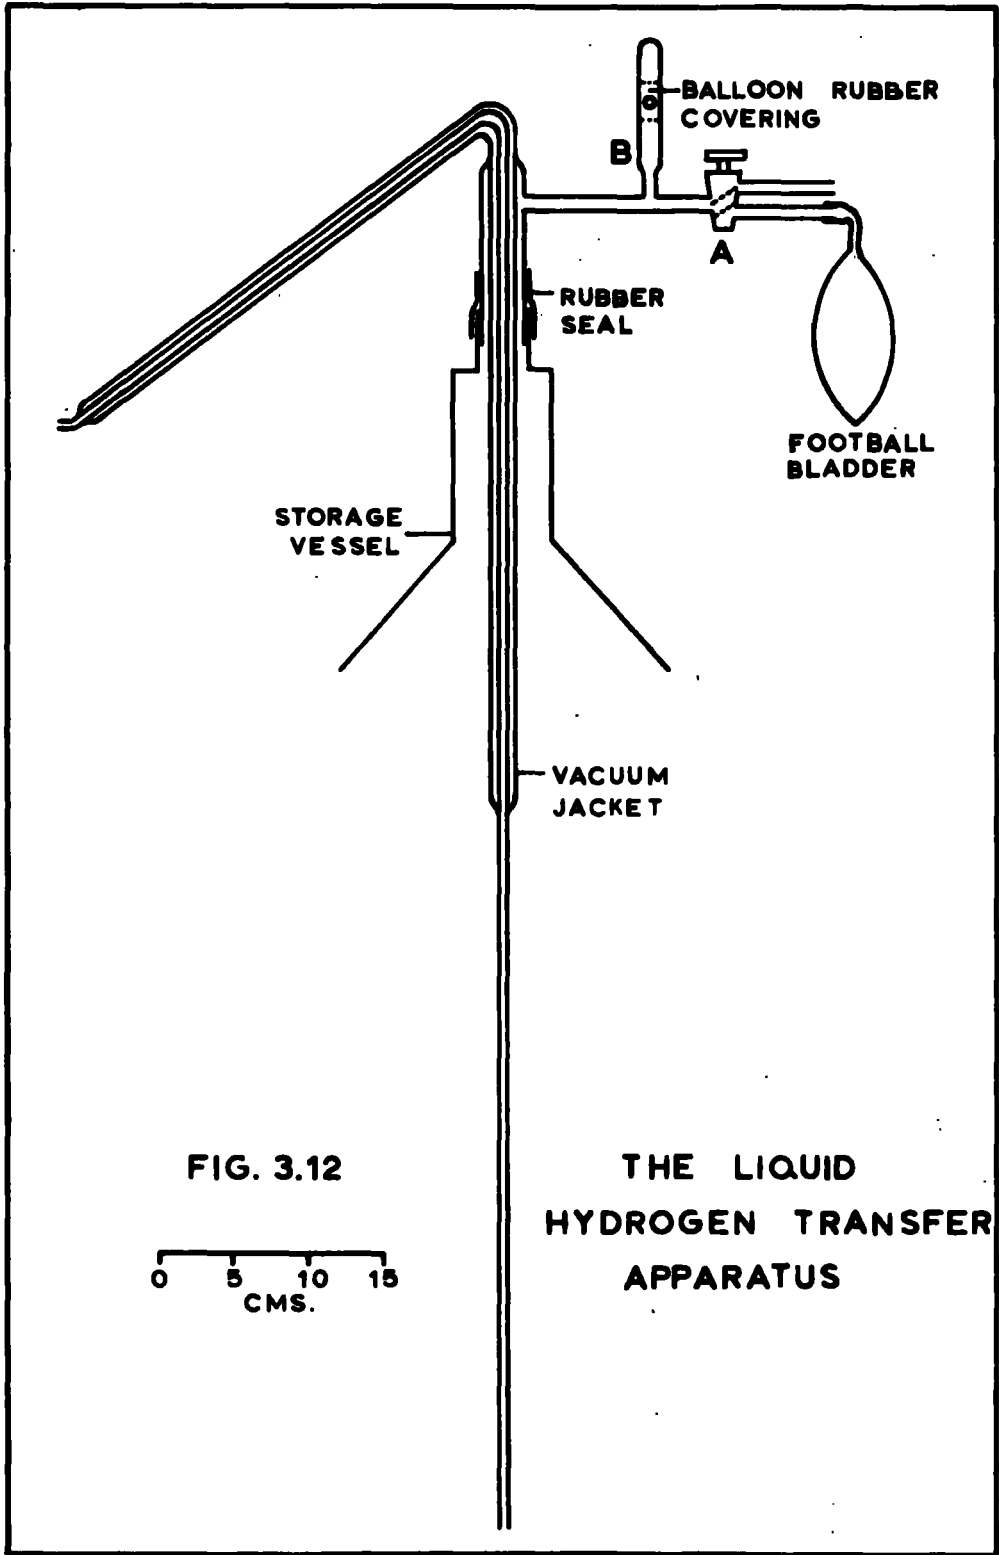 BALLOON RUBBER
COVERING
B
A
RUBBER
SEAL
FOOTBALL
BLADDER
STORAGE
VESSEL
VACUUM
JACKET
FIG. 3.12
0 5 10 15
CMS.
THE LIQUID
HYDROGEN TRANSFER
APPARATUS